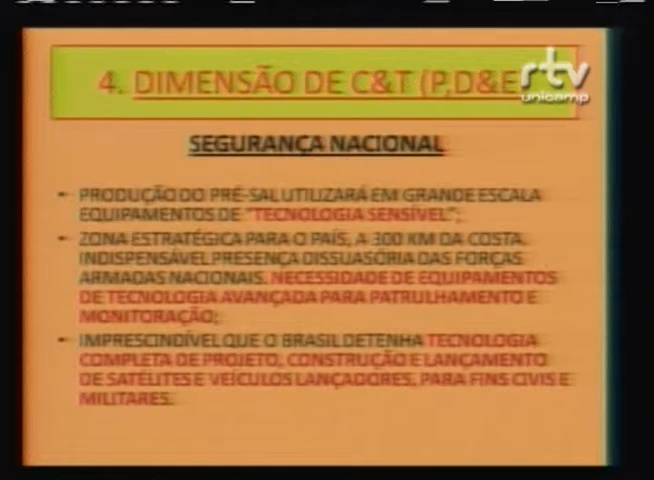 4. DIMENSÃO DE C&T (P,D&E
rtv
unicamp
SEGURANÇA NACIONAL
- PRODUÇÃO DO PRÉ-SAL UTILIZARÁ EM GRANDE ESCALA
EQUIPAMENTOS DE "TECNOLOGIA SENSÍVEL";
- ZONA ESTRATÉGICA PARA O PAÍS, A 300 KM DA COSTA.
INDISPENSÁVEL PRESENÇA DISSUASÓRIA DAS FORÇAS
ARMADAS NACIONAIS. NECESSIDADE DE EQUIPAMENTOS
DE TECNOLOGIA AVANÇADA PARA PATRULHAMENTO E
MONITORAÇÃO;
- IMPRESCINDÍVEL QUE O BRASIL DETENHA TECNOLOGIA
COMPLETA DE PROJETO, CONSTRUÇÃO E LANÇAMENTO
DE SATÉLITES E VEÍCULOS LANÇADORES, PARA FINS CIVIS E
MILITARES.